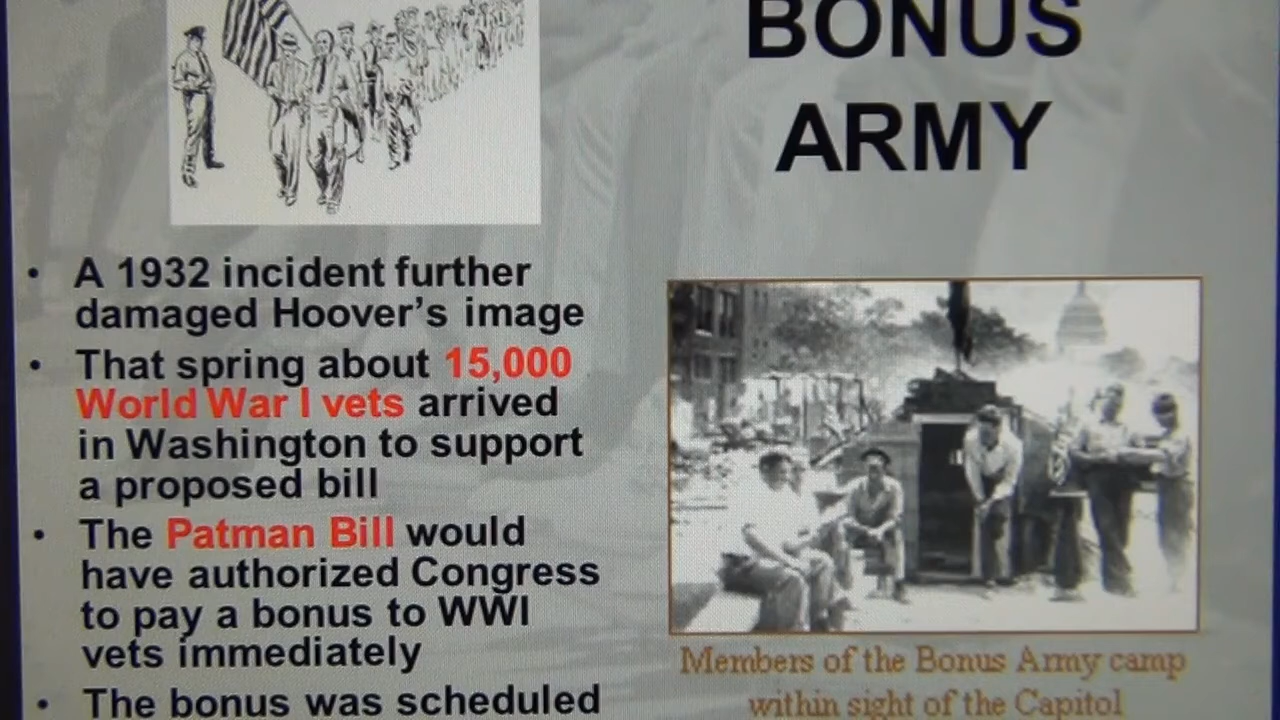 BONUS
ARMY
• A 1932 incident further
damaged Hoover's image
• That spring about 15,000
World War I vets arrived
in Washington to support
a proposed bill
• The Patman Bill would
have authorized Congress
to pay a bonus to WWI
vets immediately
• The bonus was scheduled
Members of the Bonus Army camp
within sight of the Capitol